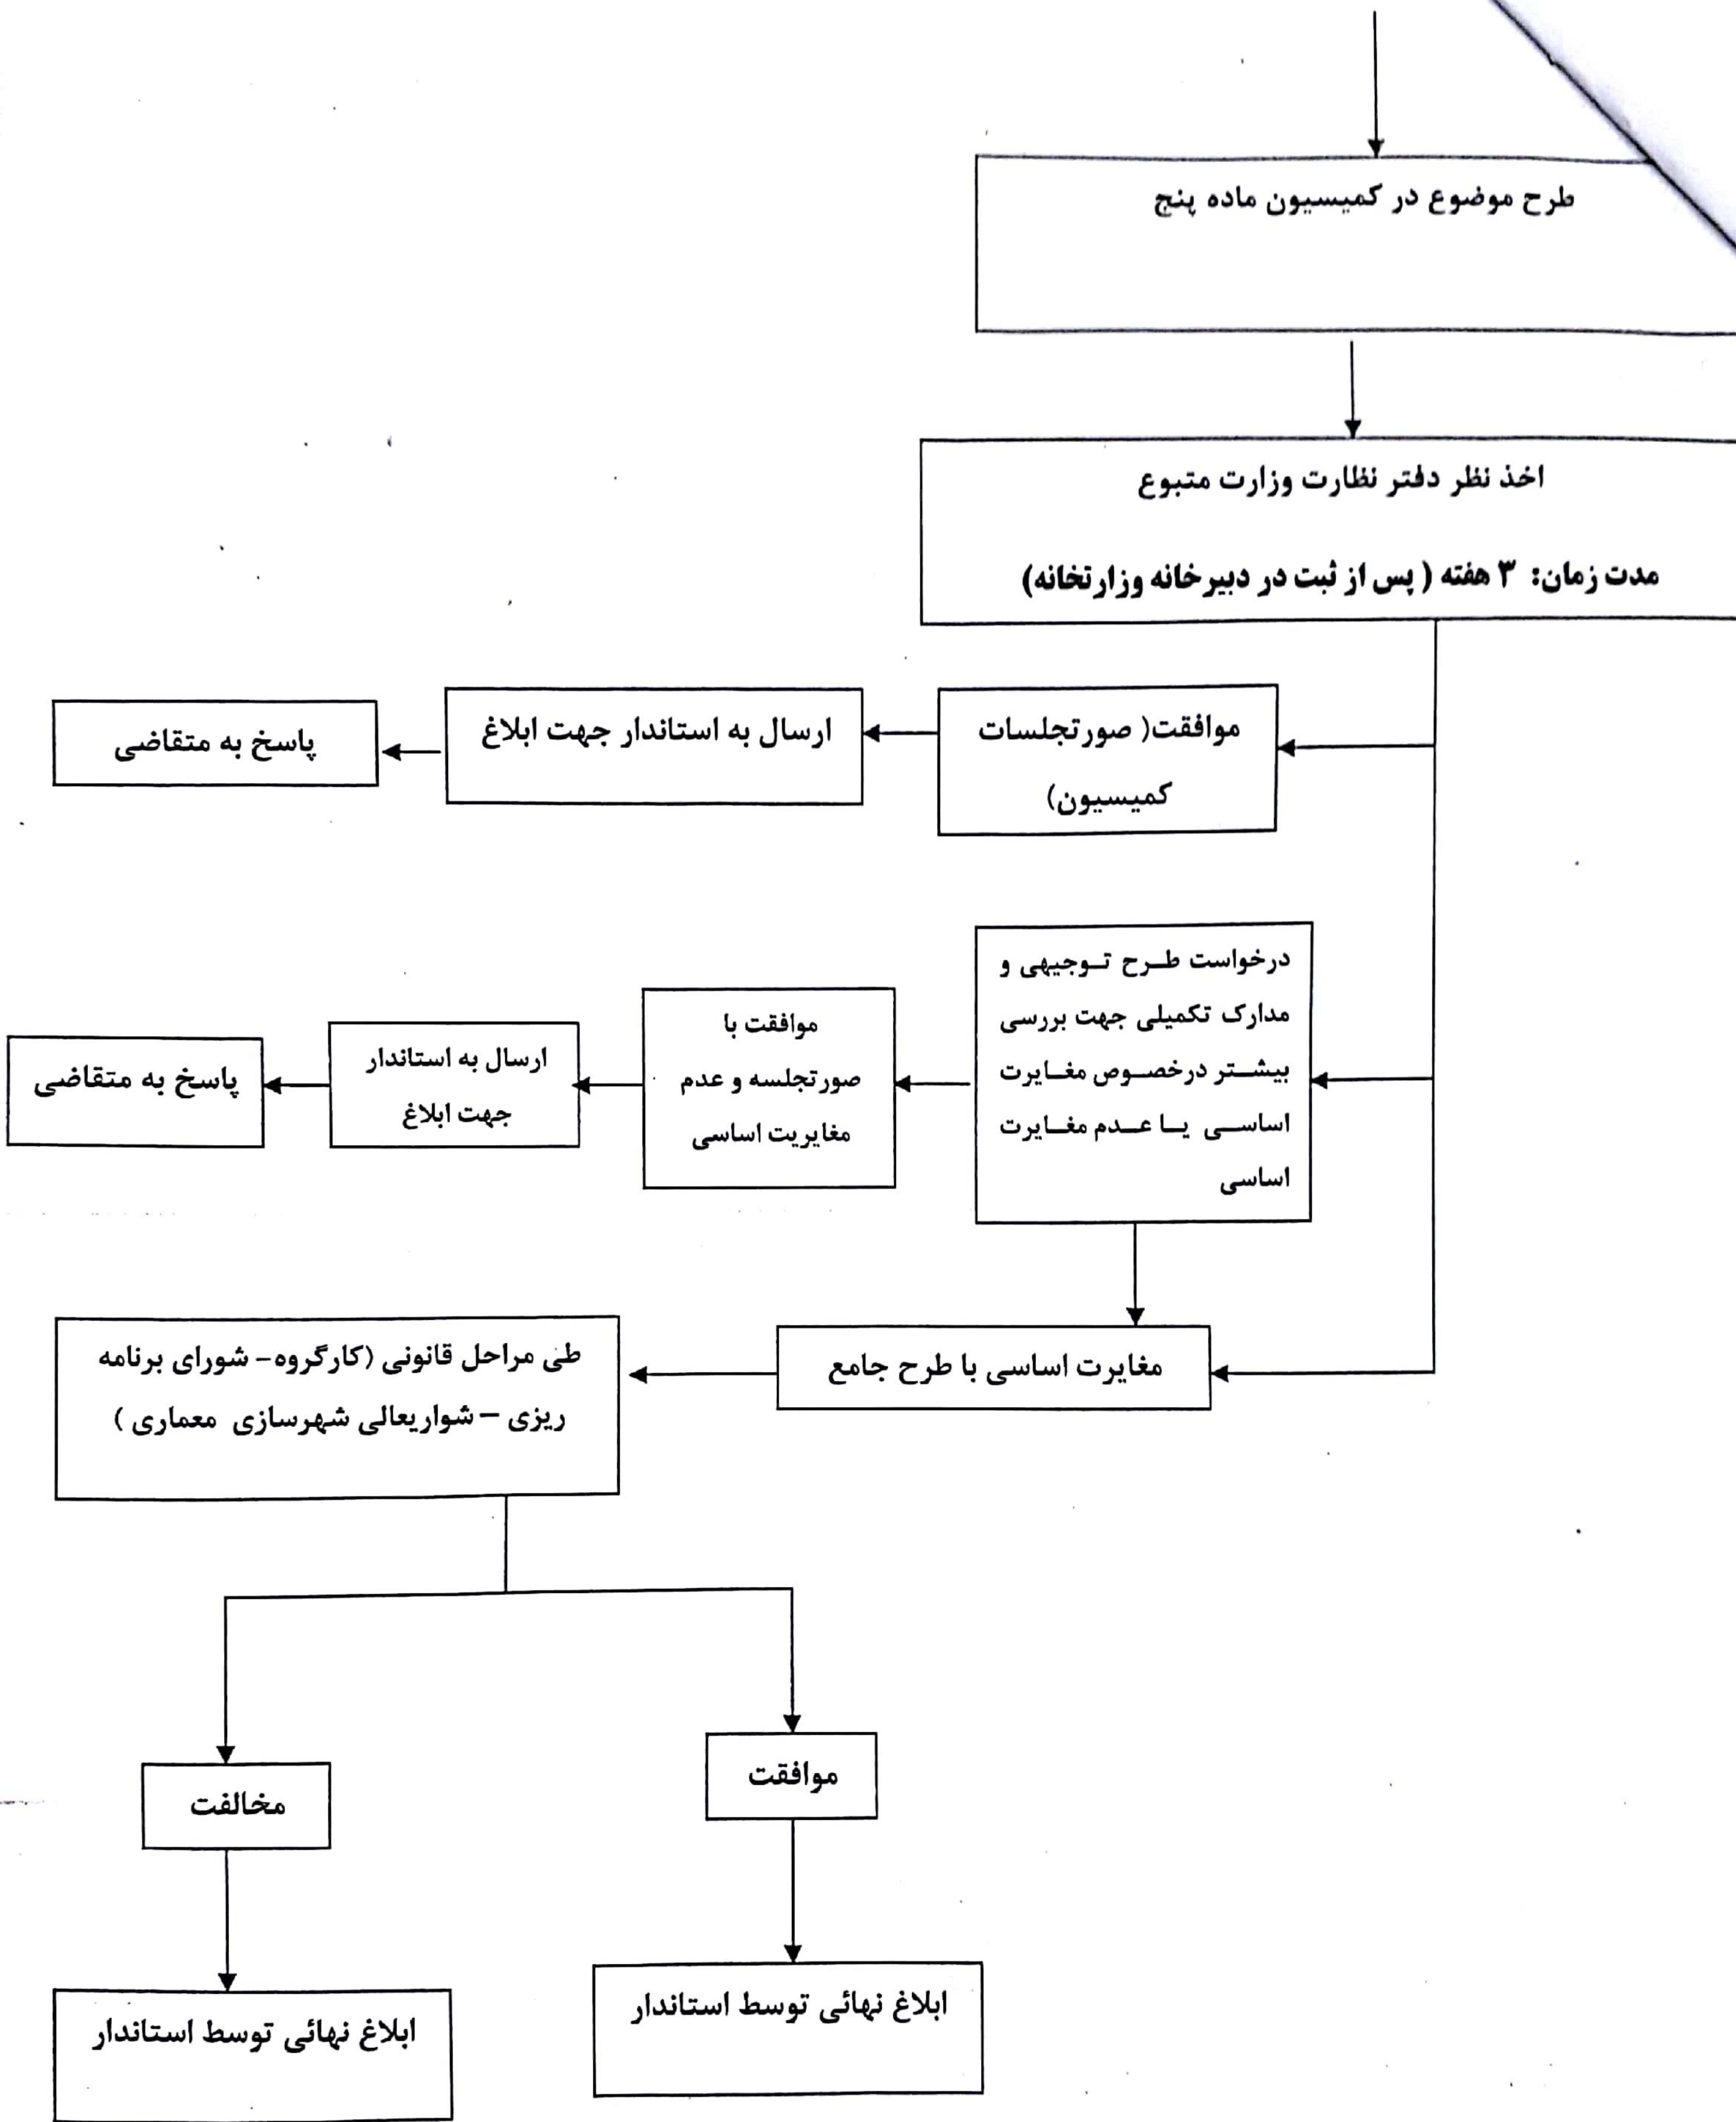 طرح موضوع در کمیسیون ماده پنج
اخذ نظر دفتر نظارت وزارت متبوع
مدت زمان: ۳ هفته ( پس از ثبت در دبیرخانه وزارتخانه)
موافقت( صورتجلسات
کمیسیون)
ارسال به استاندار جهت ابلاغ
پاسخ به متقاضی
درخواست طرح توجیهی و
مدارک تکمیلی جهت بررسی
بیشتر درخصوص مغایرت
اساسی یا عدم مغایرت
اساسی
موافقت با
صورتجلسه و عدم
مغایریت اساسی
ارسال به استاندار
جهت ابلاغ
پاسخ به متقاضی
مغایرت اساسی با طرح جامع
طی مراحل قانونی (کارگروه- شورای برنامه
ریزی – شواریعالی شهرسازی معماری )
موافقت
مخالفت
ابلاغ نهائی توسط استاندار
ابلاغ نهائی توسط استاندار